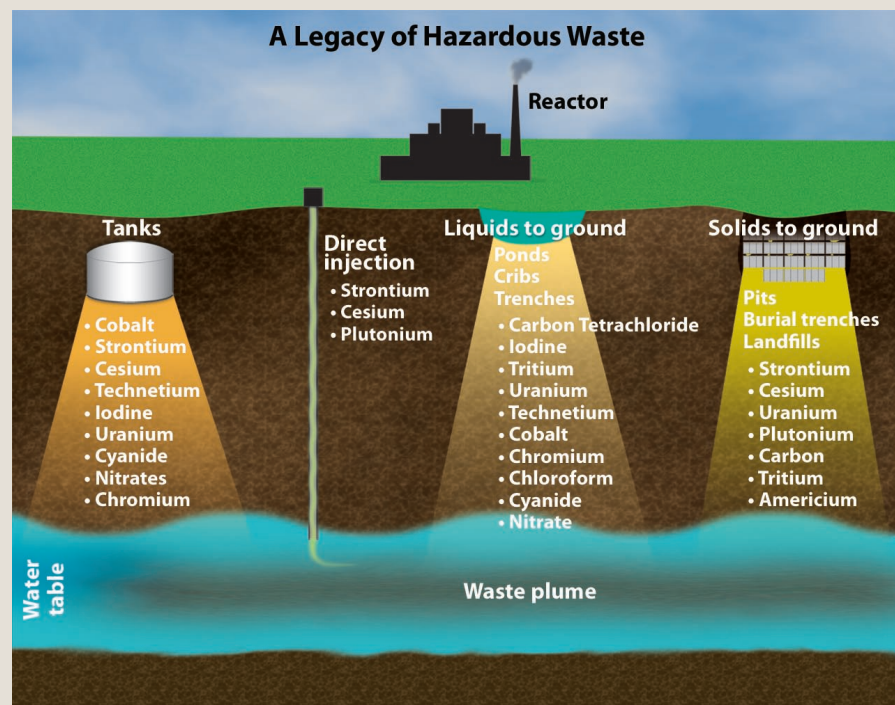 A Legacy of Hazardous Waste
Reactor
Tanks
• Cobalt
• Strontium
• Cesium
• Technetium
• Iodine
• Uranium
• Cyanide
• Nitrates
• Chromium
Direct
injection
• Strontium
• Cesium
• Plutonium
Liquids to ground
Ponds
Cribs
Trenches
• Carbon Tetrachloride
• Iodine
• Tritium
• Uranium
• Technetium
• Cobalt
• Chromium
• Chloroform
• Cyanide
• Nitrate
Solids to ground
Pits
Burial trenches
Landfills
• Strontium
• Cesium
• Uranium
• Plutonium
• Carbon
• Tritium
• Americium
Water
table
Waste plume